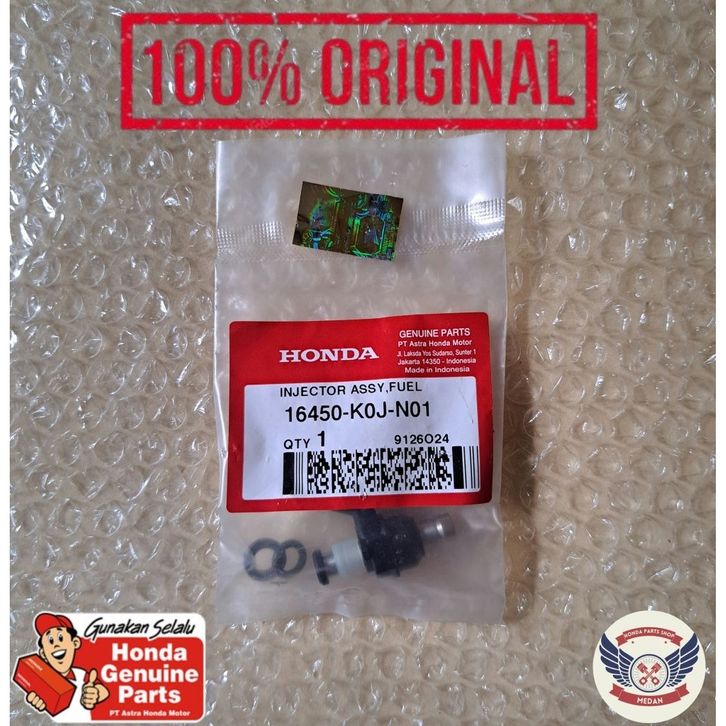 100% ORIGINAL
HONDA
GENUINE PARTS
PT Astra Honda Motor
Jl. Laksda Yos Sudarso, Sunter 1
Jakarta 14350 - Indonesia
Made in Indonesia
INJECTOR ASSY,FUEL
16450-K0J-N01
QTY 1
9126O24
Gunakan Selalu
Honda
Genuine
Parts
PT Astra Honda Motor
HONDA PARTS SHOP
MEDAN